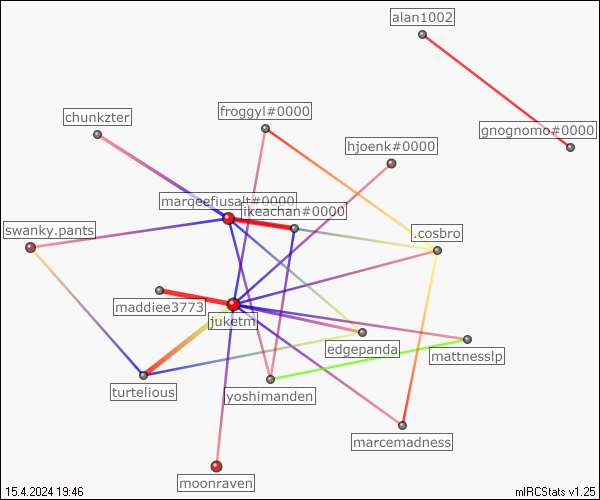 alan1002
chunkzter
froggyl#0000
gnognomo#0000
hjoenk#0000
marqeefiusalt#0000
ikeachan#0000
swanky.pants
.cosbro
maddiee3773
juketm
edgepanda
mattnesslp
turtelious
yoshimanden
marcemadness
moonraven
15.4.2024 19:46
mIRCStats v1.25